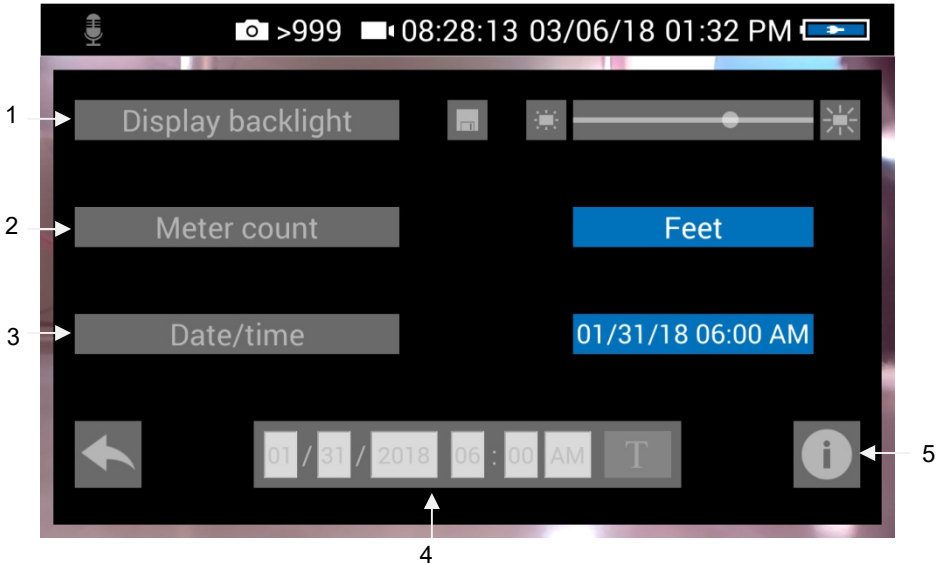 >999 08:28:13 03/06/18 01:32 PM
1 Display backlight
2 Meter count Feet
3 Date/time 01/31/18 06:00 AM
01 / 31 / 2018 06 : 00 AM T
i 5
4